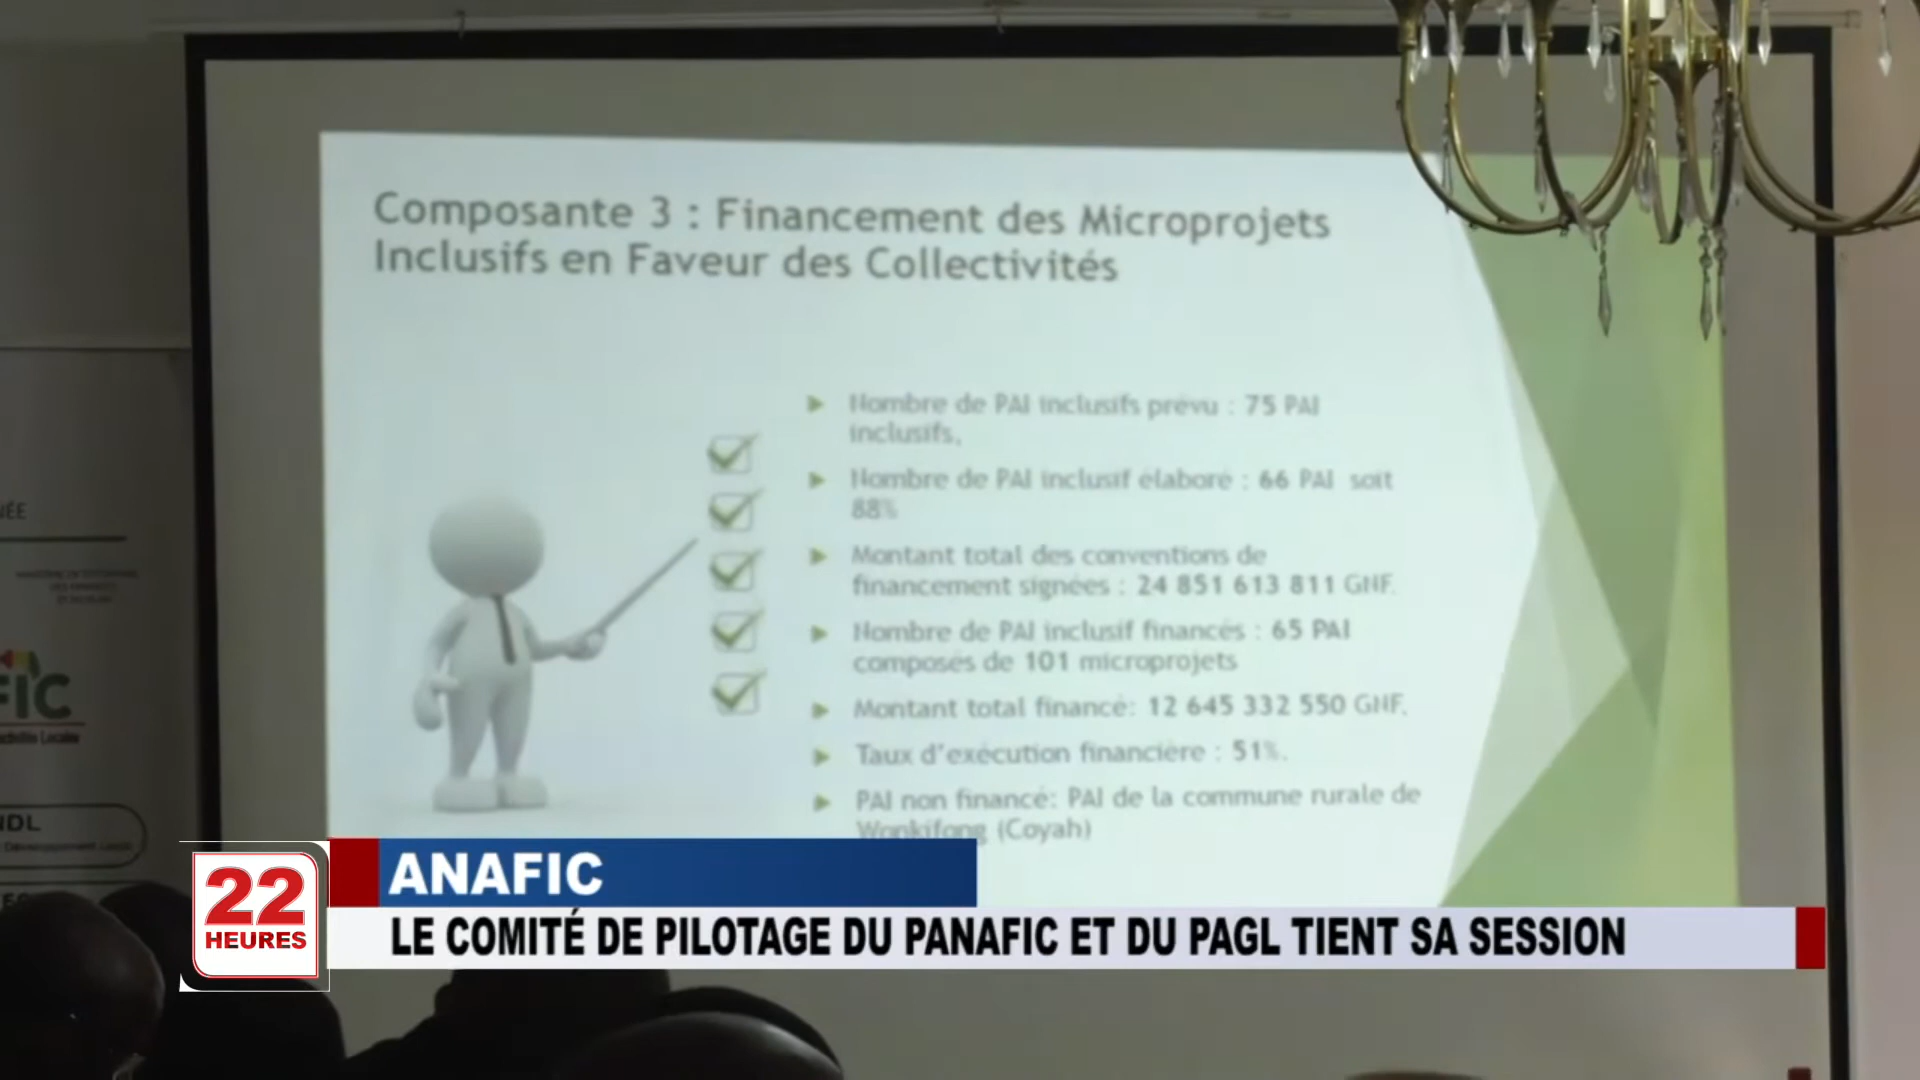 Composante 3 : Financement des Microprojets
Inclusifs en Faveur des Collectivités
Nombre de PAI inclusifs prévu : 75 PAI
inclusifs,
Nombre de PAI inclusif élaboré : 66 PAI soit
88%
Montant total des conventions de
financement signées : 24 851 613 811 GNF.
Nombre de PAI inclusif financés : 65 PAI
composés de 101 microprojets
Montant total financé: 12 645 332 550 GNF.
Taux d'exécution financière : 51%.
PAI non financé: PAI de la commune rurale de
Wonkifong (Coyah)
NÉE
FIC
NDL
22
HEURES
ANAFIC
LE COMITÉ DE PILOTAGE DU PANAFIC ET DU PAGL TIENT SA SESSION